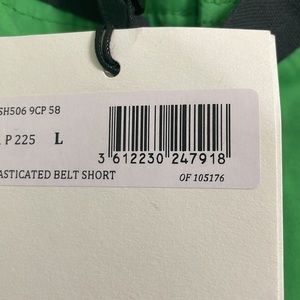 SH506 9CP 58
P 225 L
3 612230 247918
ASTICATED BELT SHORT
OF 105176